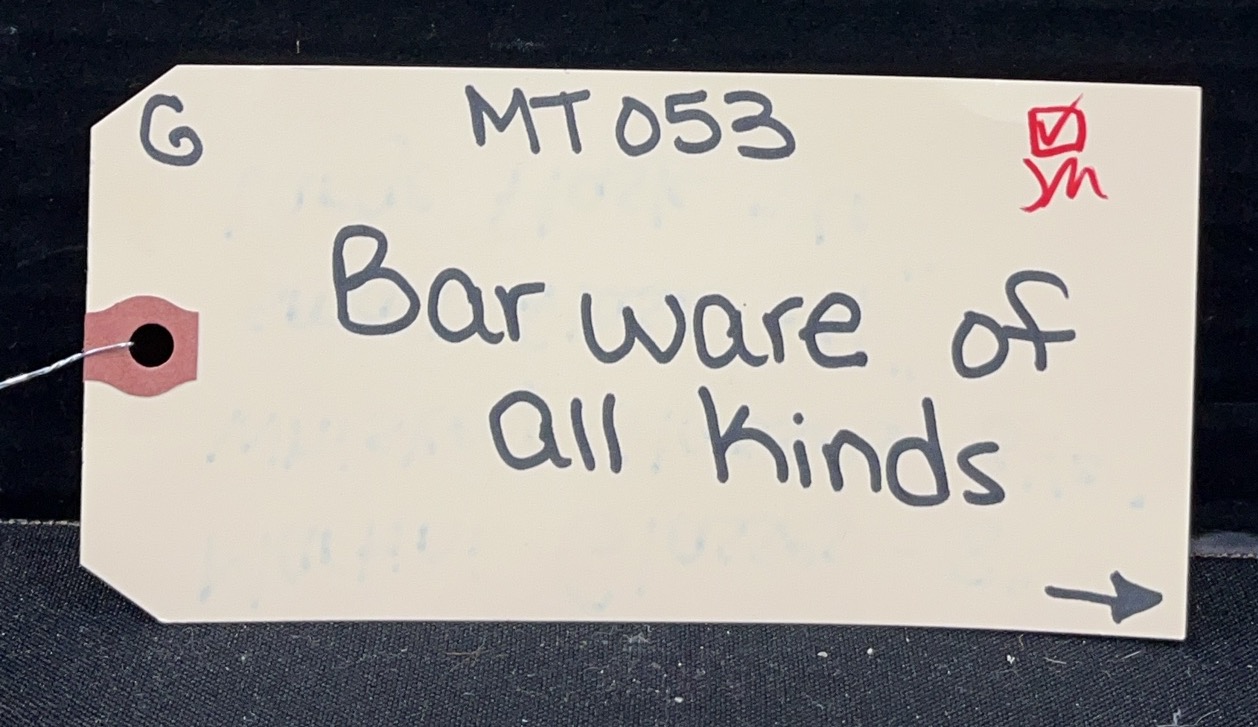 G MT053
Bar ware of
all kinds